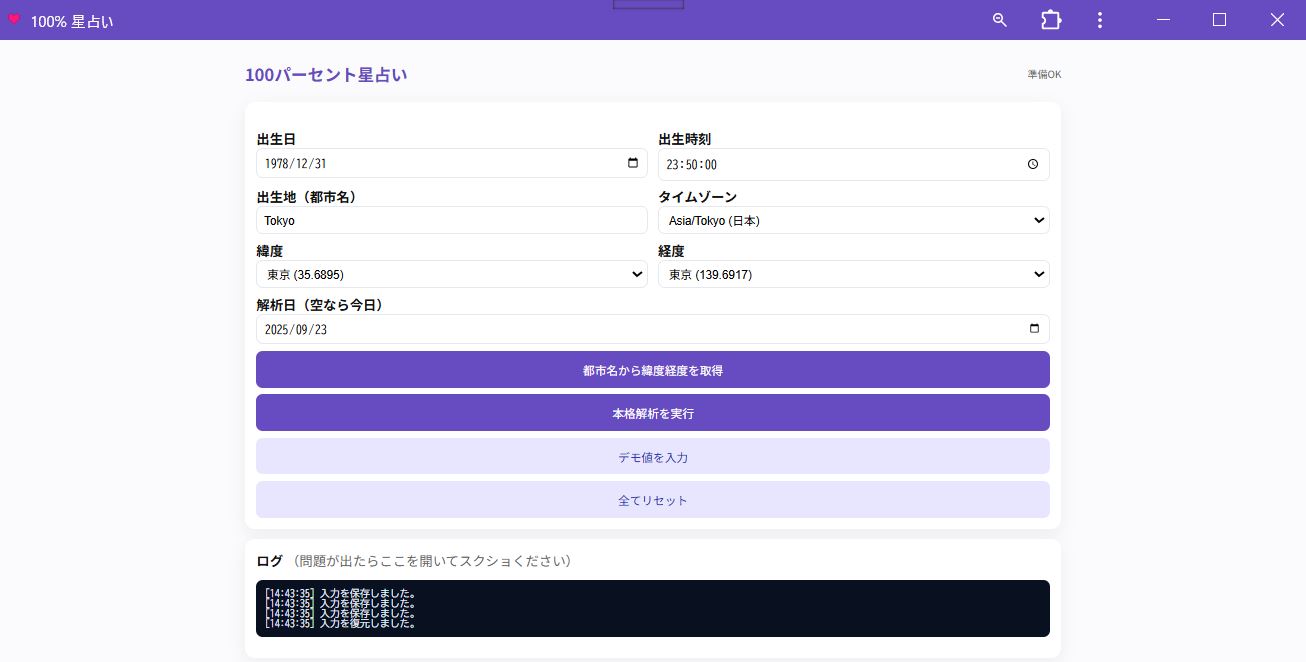 100% 星占い
100パーセント星占い
準備OK
出生日
出生時刻
1978/12/31
23:50:00
出生地（都市名）
タイムゾーン
Tokyo
Asia/Tokyo (日本)
緯度
経度
東京 (35.6895)
東京 (139.6917)
解析日（空なら今日）
2025/09/23
都市名から緯度経度を取得
本格解析を実行
デモ値を入力
全てリセット
ログ （問題が出たらここを開いてスクショください）
[14:43:35] 入力を保存しました。
[14:43:35] 入力を保存しました。
[14:43:35] 入力を保存しました。
[14:43:35] 入力を復元しました。